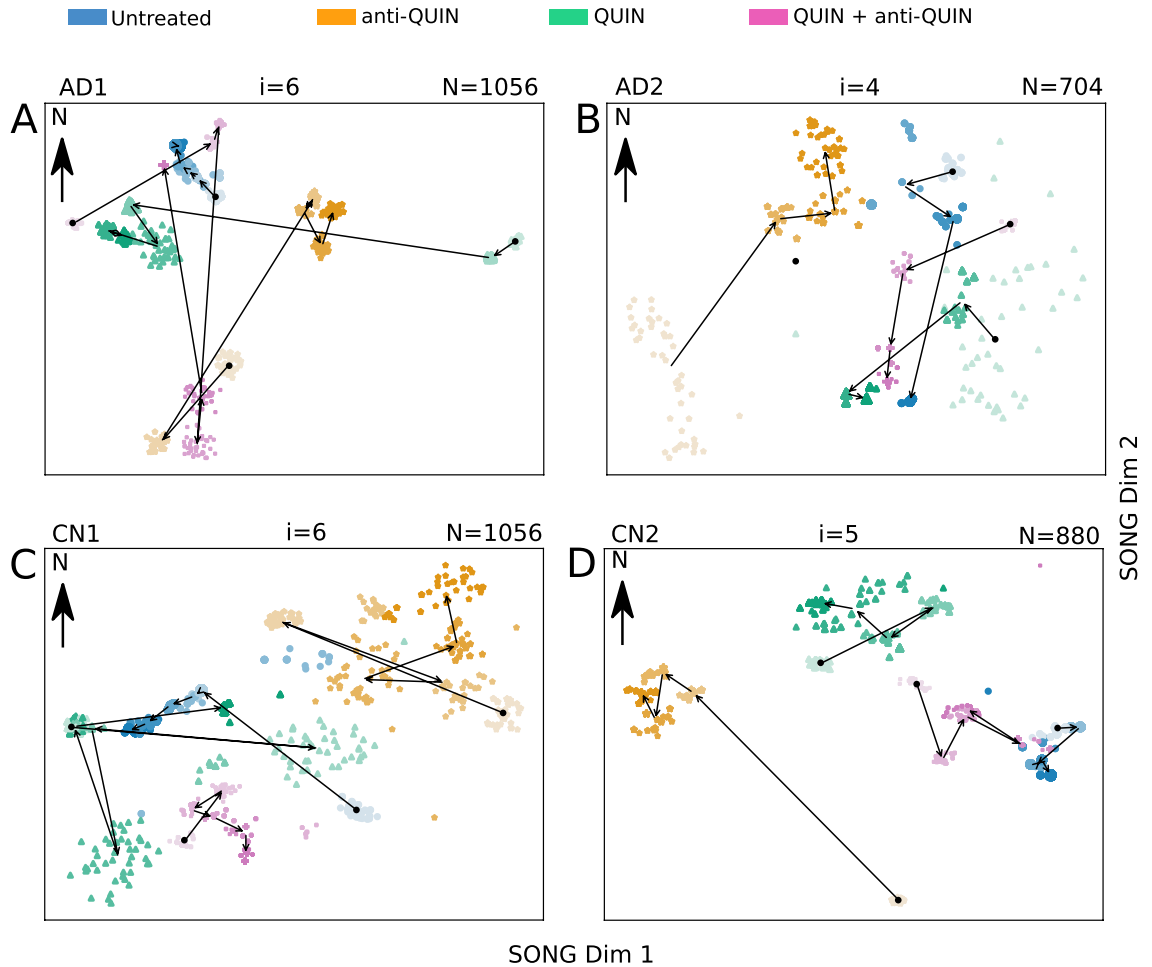 Untreated anti-QUIN QUIN QUIN + anti-QUIN
AD1 i=6 N=1056
AD2 i=4 N=704
A N
B N
SONG Dim 2
CN1 i=6 N=1056
CN2 i=5 N=880
C N
D N
SONG Dim 1